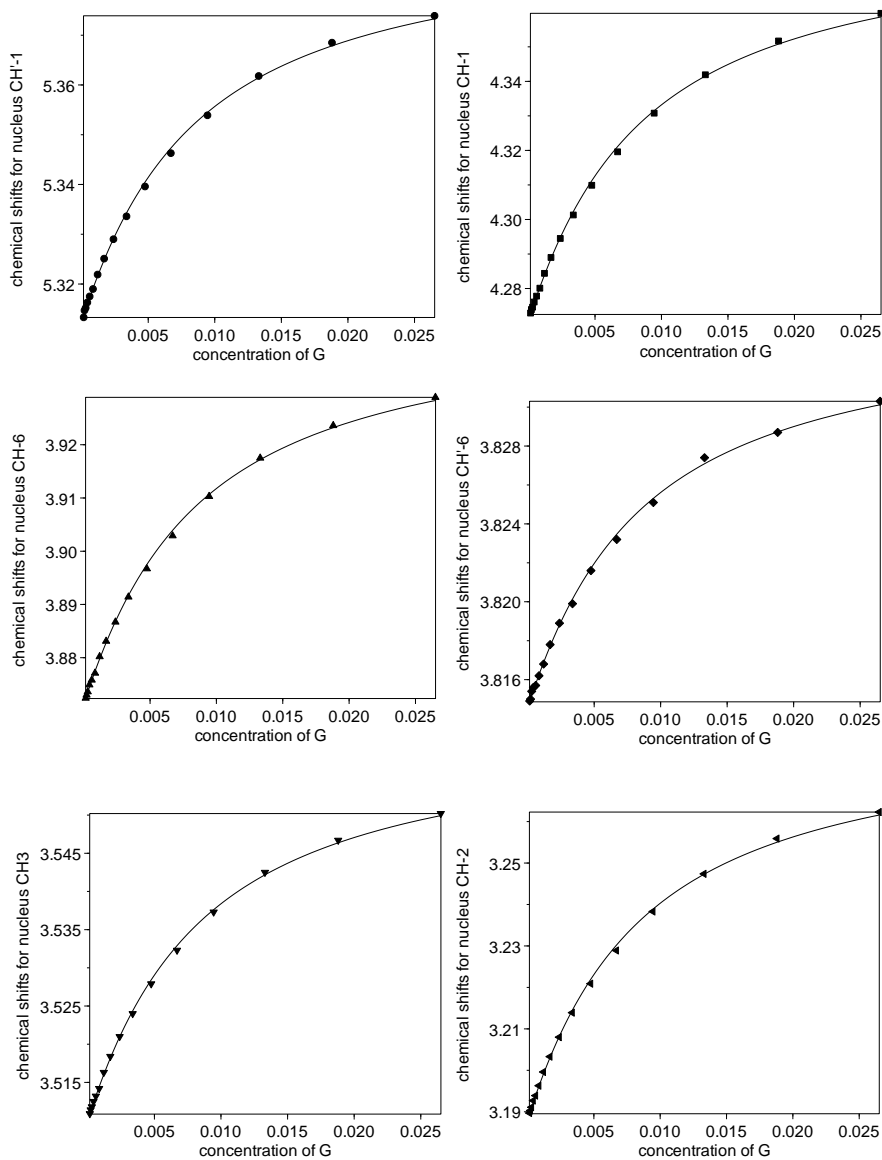 chemical shifts for nucleus CH'-1
5.36
5.34
5.32
0.005 0.010 0.015 0.020 0.025
concentration of G
chemical shifts for nucleus CH-1
4.34
4.32
4.30
4.28
0.005 0.010 0.015 0.020 0.025
concentration of G
chemical shifts for nucleus CH-6
3.92
3.91
3.90
3.89
3.88
0.005 0.010 0.015 0.020 0.025
concentration of G
chemical shifts for nucleus CH'-6
3.828
3.824
3.820
3.816
0.005 0.010 0.015 0.020 0.025
concentration of G
chemical shifts for nucleus CH3
3.545
3.535
3.525
3.515
0.005 0.010 0.015 0.020 0.025
concentration of G
chemical shifts for nucleus CH-2
3.25
3.23
3.21
3.19
0.005 0.010 0.015 0.020 0.025
concentration of G